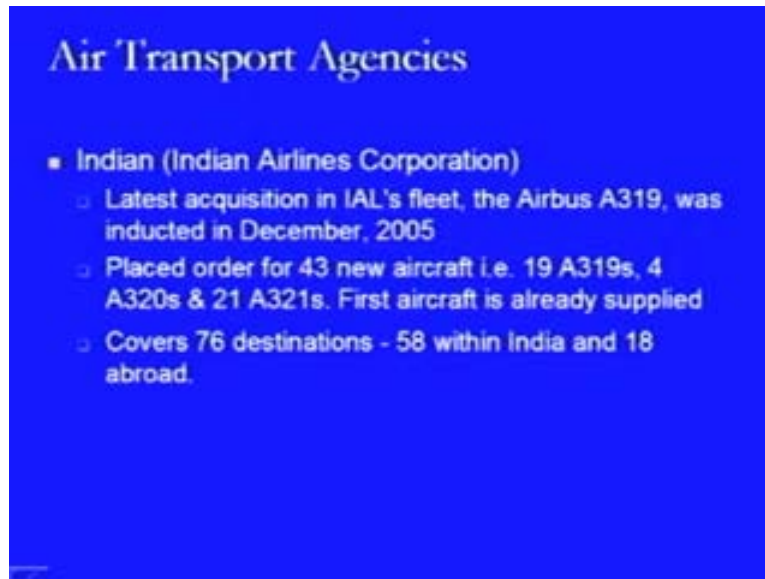 Air Transport Agencies
Indian (Indian Airlines Corporation)
Latest acquisition in IAL's fleet, the Airbus A319, was
inducted in December, 2005
Placed order for 43 new aircraft i.e. 19 A319s, 4
A320s & 21 A321s. First aircraft is already supplied
Covers 76 destinations - 58 within India and 18
abroad.